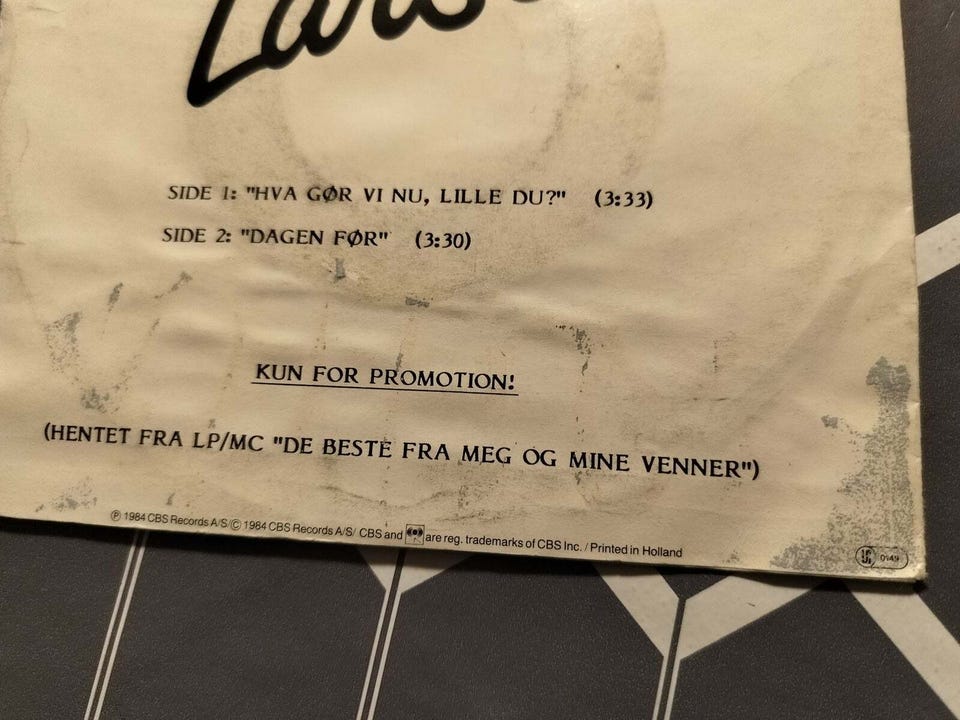 SIDE 1: "HVA GØR VI NU, LILLE DU?" (3:33)
SIDE 2: "DAGEN FØR" (3:30)
KUN FOR PROMOTION!
(HENTET FRA LP/MC "DE BESTE FRA MEG OG MINE VENNER")
℗ 1984 CBS Records A/S © 1984 CBS Records A/S/ CBS and are reg. trademarks of CBS Inc. / Printed in Holland